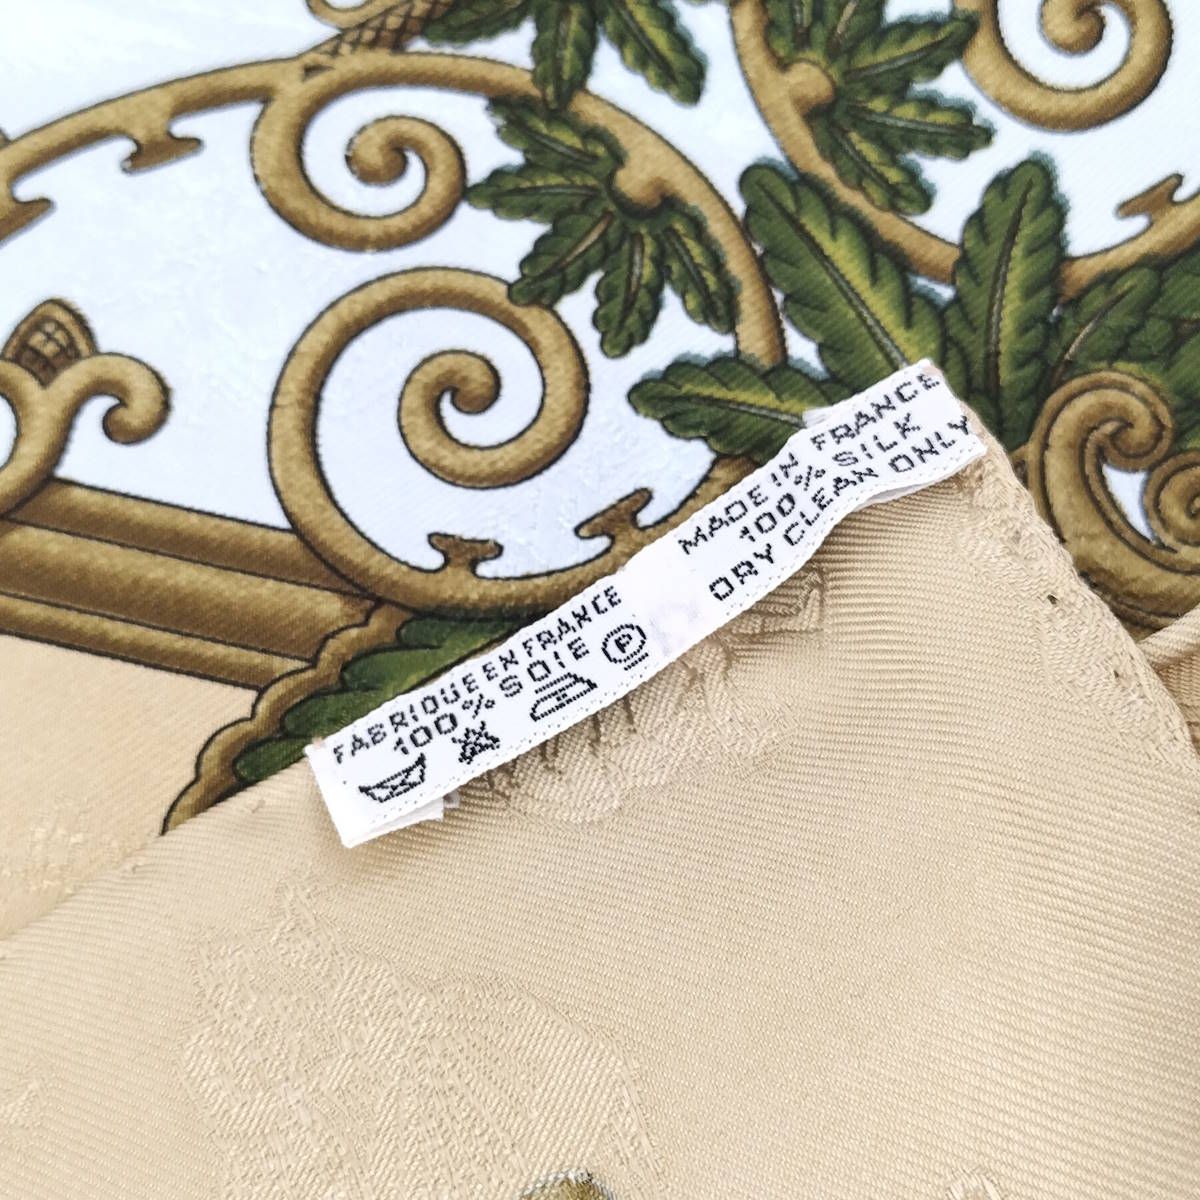 FABRIQUE EN FRANCE
100% SOIE
P
MADE IN FRANCE
100% SILK
DRY CLEAN ONLY